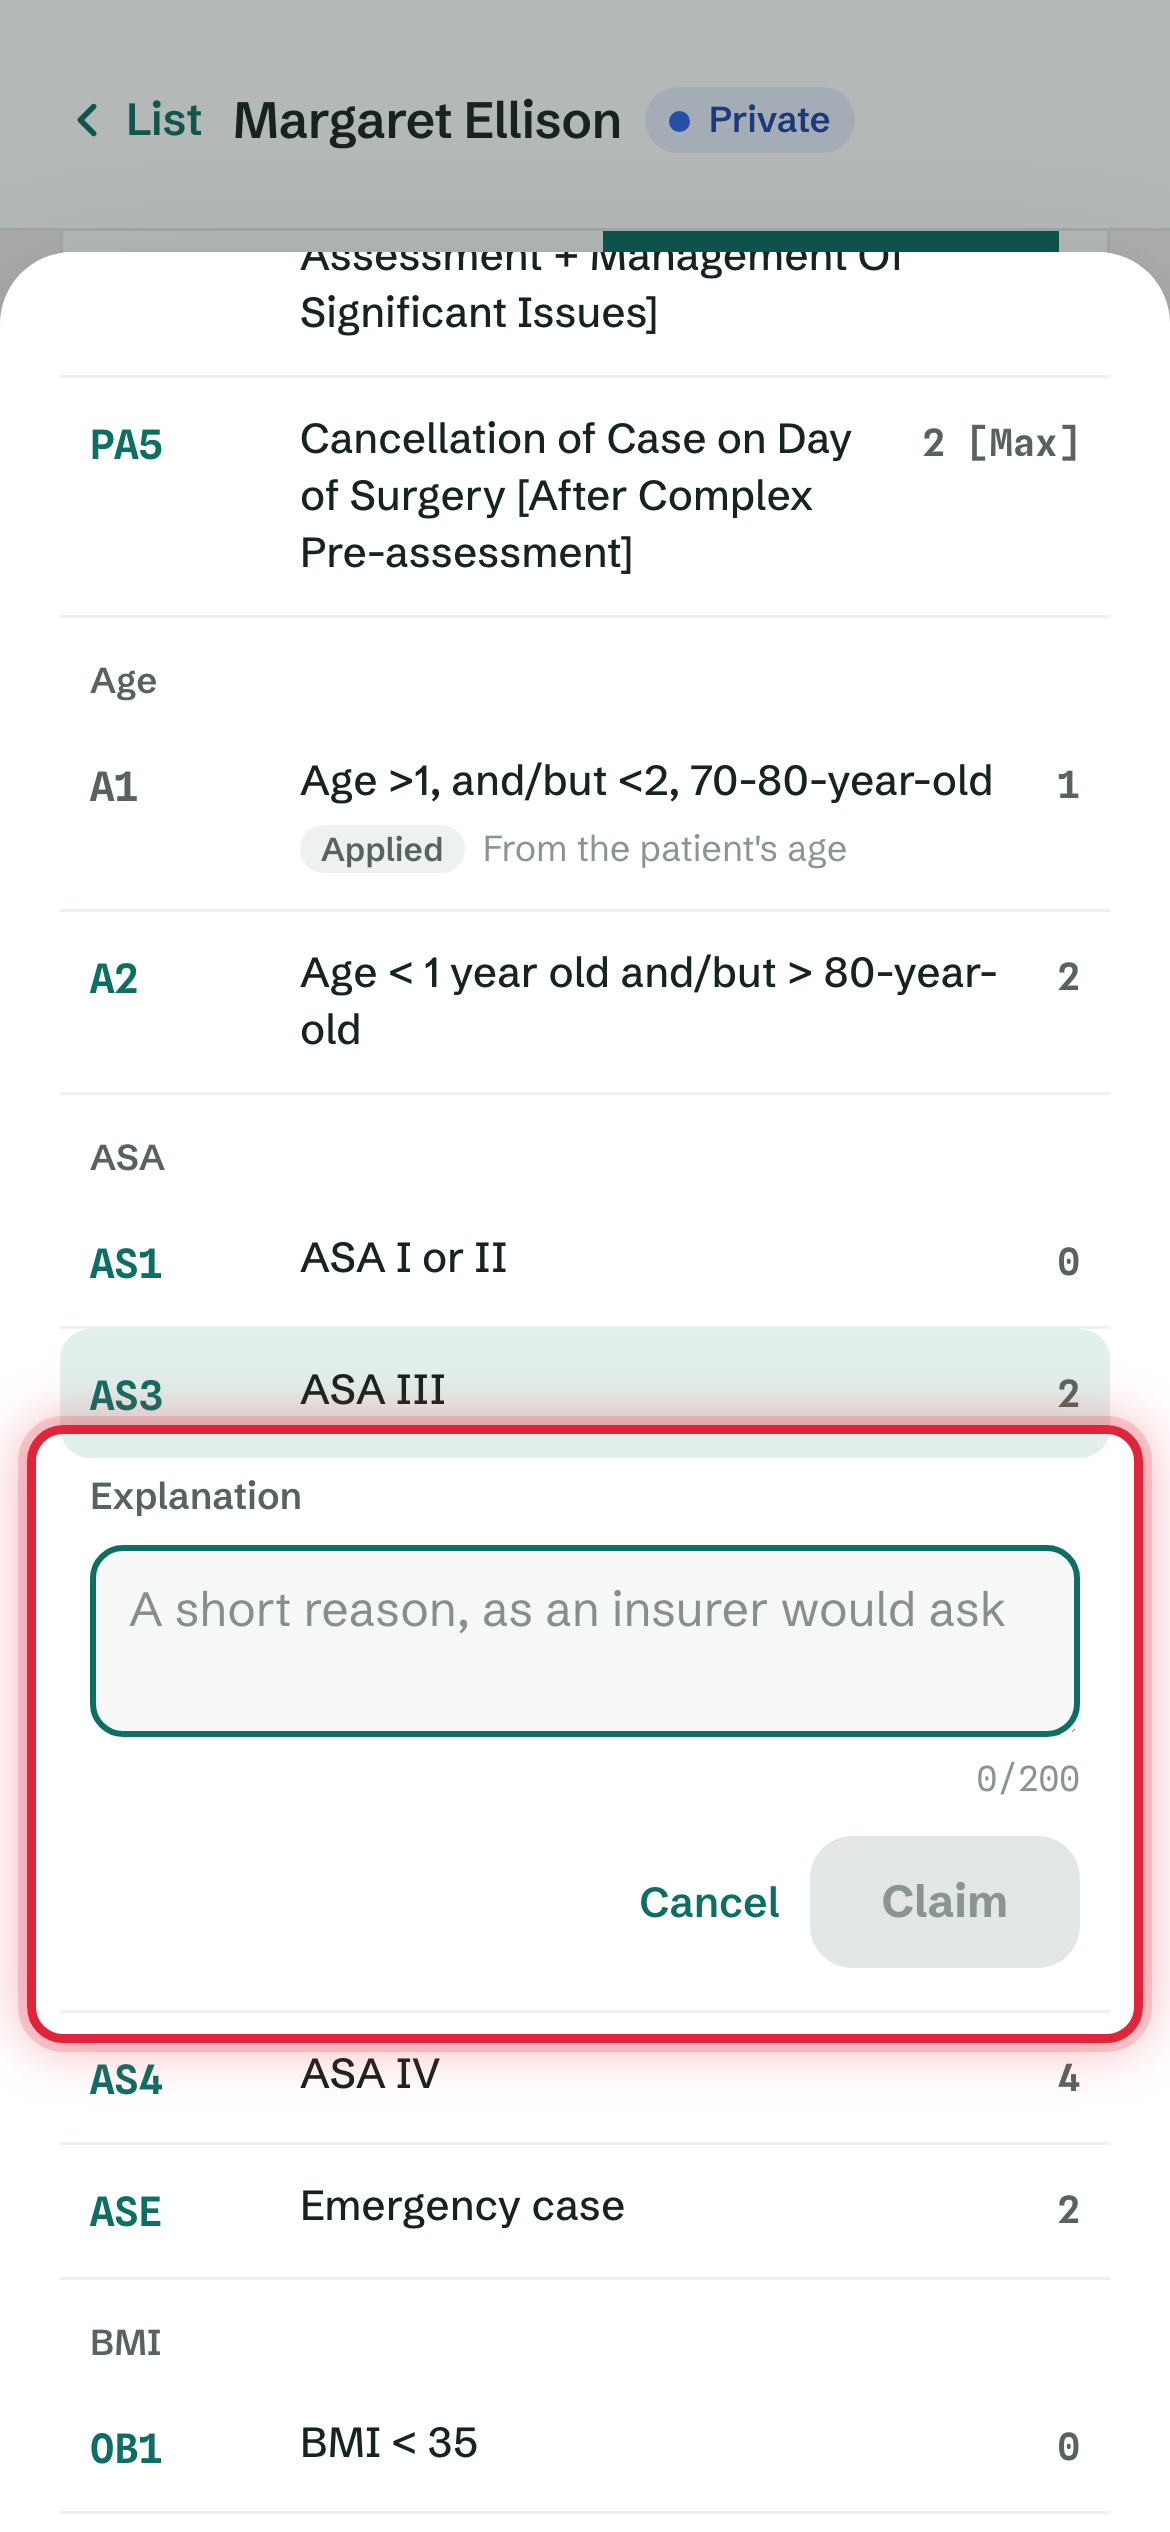 List Margaret Ellison Private
Assessment + Management Of
Significant Issues]
PA5 Cancellation of Case on Day 2 [Max]
of Surgery [After Complex
Pre-assessment]
Age
A1 Age >1, and/but <2, 70-80-year-old 1
Applied From the patient's age
A2 Age < 1 year old and/but > 80-year- 2
old
ASA
AS1 ASA I or II 0
AS3 ASA III 2
Explanation
A short reason, as an insurer would ask
0/200
Cancel Claim
AS4 ASA IV 4
ASE Emergency case 2
BMI
OB1 BMI < 35 0